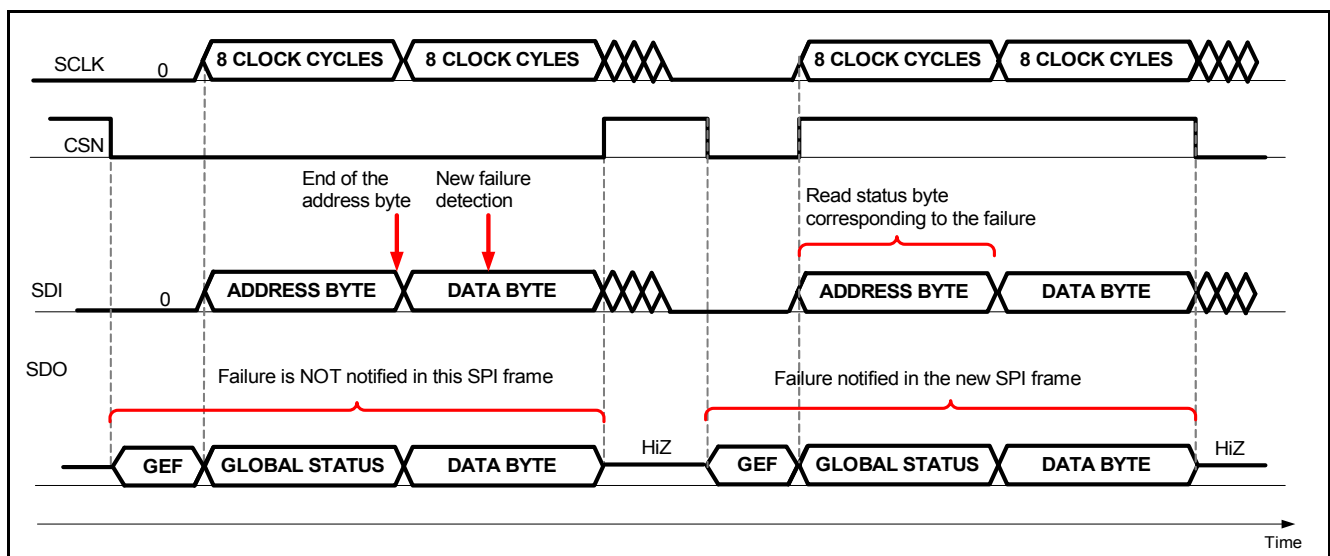 SCLK
0
8 CLOCK CYCLES
8 CLOCK CYLES
8 CLOCK CYCLES
8 CLOCK CYLES
CSN
End of the
address byte
New failure
detection
Read status byte
corresponding to the failure
SDI
0
ADDRESS BYTE
DATA BYTE
ADDRESS BYTE
DATA BYTE
SDO
Failure is NOT notified in this SPI frame
Failure notified in the new SPI frame
GEF
GLOBAL STATUS
DATA BYTE
HiZ
GEF
GLOBAL STATUS
DATA BYTE
HiZ
Time